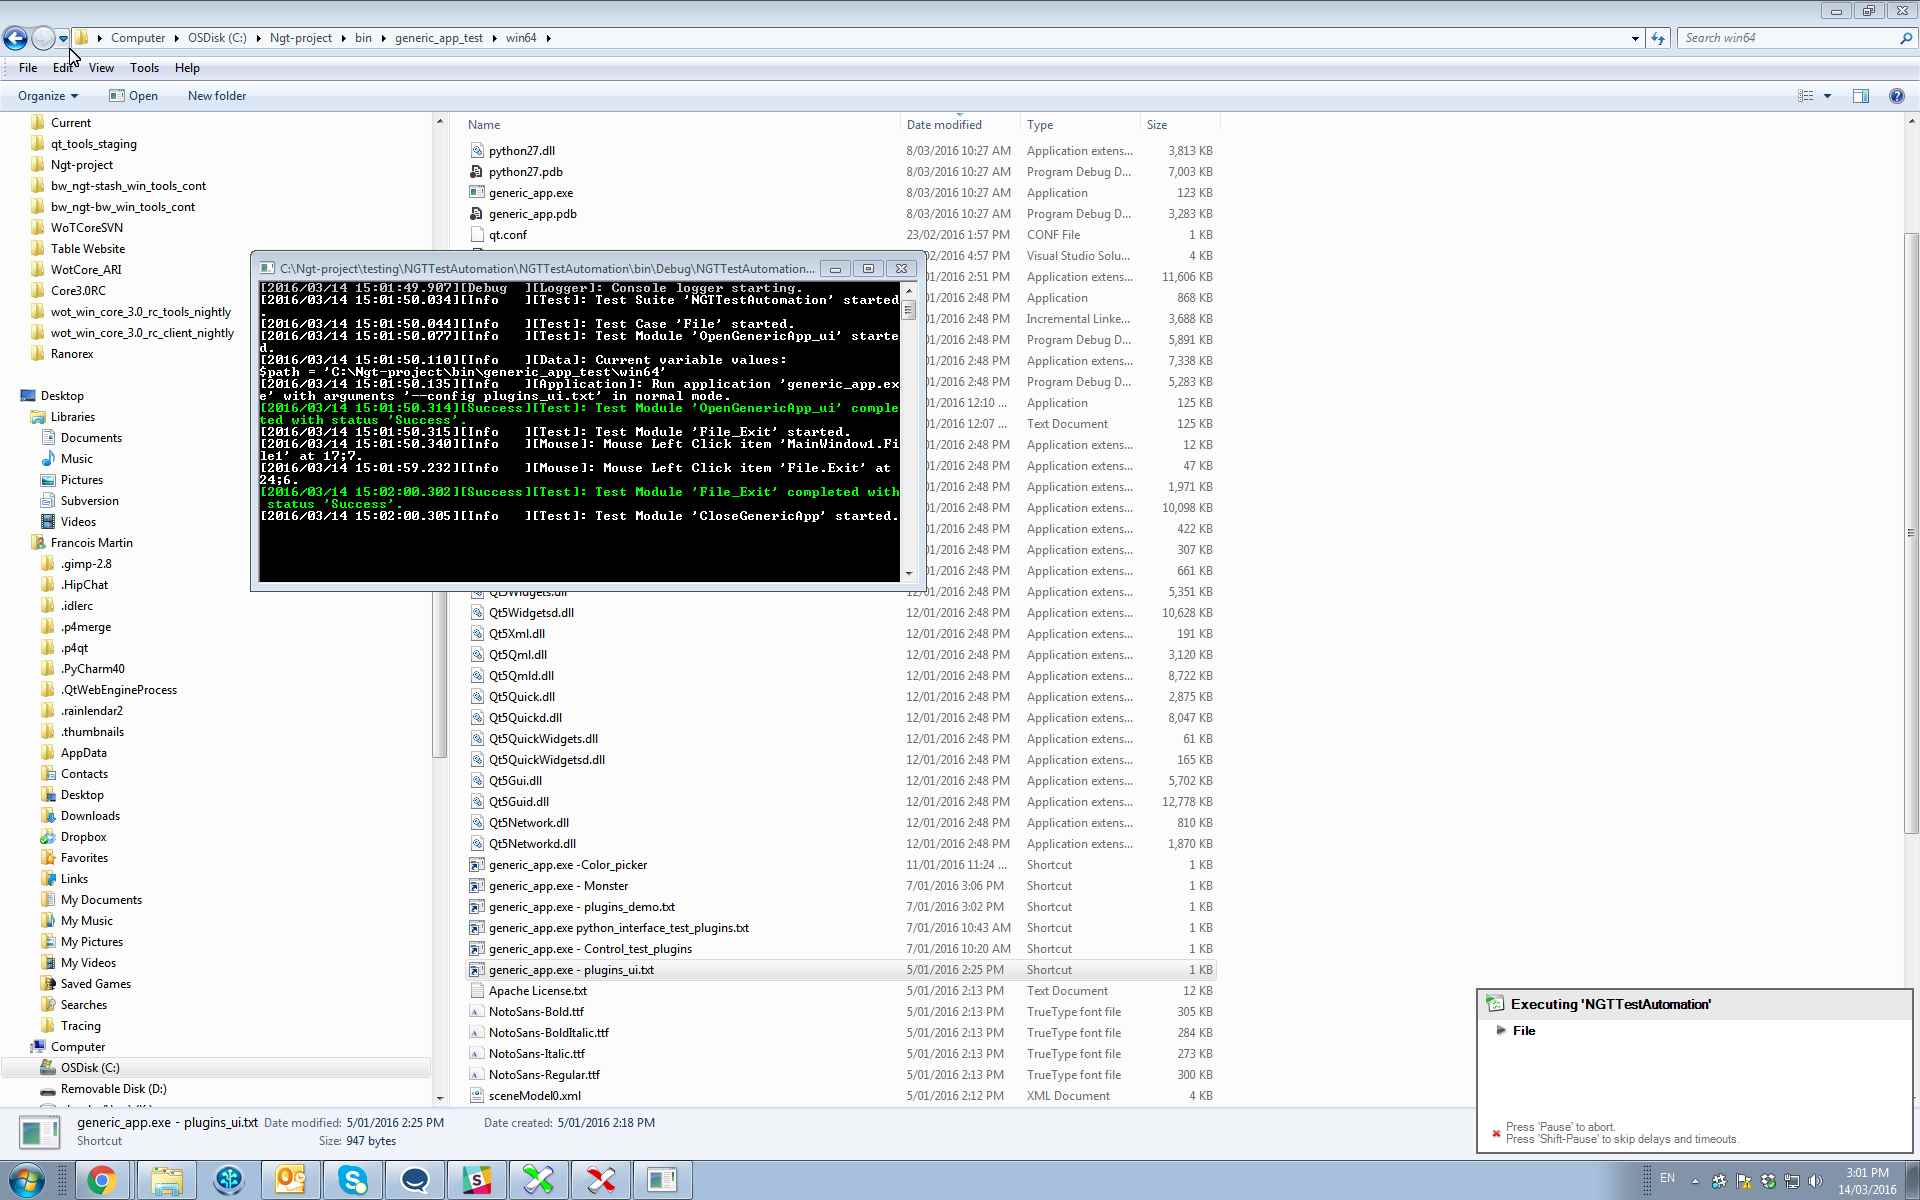 Computer
OSDisk (C:)
Ngt-project
bin
generic_app_test
win64
Search win64
File Edit View Tools Help
Organize Open New folder
Current
qt_tools_staging
Ngt-project
bw_ngt-stash_win_tools_cont
bw_ngt-bw_win_tools_cont
WoTCoreSVN
Table Website
WotCore_ARI
Core3.0RC
wot_win_core_3.0_rc_tools_nightly
wot_win_core_3.0_rc_client_nightly
Ranorex
Desktop
Libraries
Documents
Music
Pictures
Subversion
Videos
Francois Martin
.gimp-2.8
.HipChat
.idlerc
.p4merge
.p4qt
.PyCharm40
.QtWebEngineProcess
.rainlendar2
.thumbnails
AppData
Contacts
Desktop
Downloads
Dropbox
Favorites
Links
My Documents
My Music
My Pictures
My Videos
Saved Games
Searches
Tracing
Computer
OSDisk (C:)
Removable Disk (D:)
Name Date modified Type Size
python27.dll 8/03/2016 10:27 AM Application extens... 3,813 KB
python27.pdb 8/03/2016 10:27 AM Program Debug D... 7,003 KB
generic_app.exe 8/03/2016 10:27 AM Application 123 KB
generic_app.pdb 8/03/2016 10:27 AM Program Debug D... 3,283 KB
qt.conf 23/02/2016 1:57 PM CONF File 1 KB
02/2016 4:57 PM Visual Studio Solu... 4 KB
01/2016 2:51 PM Application extens... 11,606 KB
01/2016 2:48 PM Application 868 KB
01/2016 2:48 PM Incremental Linke... 3,688 KB
01/2016 2:48 PM Program Debug D... 5,891 KB
01/2016 2:48 PM Application extens... 7,338 KB
01/2016 2:48 PM Program Debug D... 5,283 KB
01/2016 12:10 ... Application 125 KB
01/2016 12:07 ... Text Document 125 KB
01/2016 2:48 PM Application extens... 12 KB
01/2016 2:48 PM Application extens... 47 KB
01/2016 2:48 PM Application extens... 1,971 KB
01/2016 2:48 PM Application extens... 10,098 KB
01/2016 2:48 PM Application extens... 422 KB
01/2016 2:48 PM Application extens... 307 KB
01/2016 2:48 PM Application extens... 661 KB
Qt5Widgets.dll 12/01/2016 2:48 PM Application extens... 5,351 KB
Qt5Widgetsd.dll 12/01/2016 2:48 PM Application extens... 10,628 KB
Qt5Xml.dll 12/01/2016 2:48 PM Application extens... 191 KB
Qt5Qml.dll 12/01/2016 2:48 PM Application extens... 3,120 KB
Qt5Qmld.dll 12/01/2016 2:48 PM Application extens... 8,722 KB
Qt5Quick.dll 12/01/2016 2:48 PM Application extens... 2,875 KB
Qt5Quickd.dll 12/01/2016 2:48 PM Application extens... 8,047 KB
Qt5QuickWidgets.dll 12/01/2016 2:48 PM Application extens... 61 KB
Qt5QuickWidgetsd.dll 12/01/2016 2:48 PM Application extens... 165 KB
Qt5Gui.dll 12/01/2016 2:48 PM Application extens... 5,702 KB
Qt5Guid.dll 12/01/2016 2:48 PM Application extens... 12,778 KB
Qt5Network.dll 12/01/2016 2:48 PM Application extens... 810 KB
Qt5Networkd.dll 12/01/2016 2:48 PM Application extens... 1,870 KB
generic_app.exe -Color_picker 11/01/2016 11:24 ... Shortcut 1 KB
generic_app.exe - Monster 7/01/2016 3:06 PM Shortcut 1 KB
generic_app.exe - plugins_demo.txt 7/01/2016 3:02 PM Shortcut 1 KB
generic_app.exe python_interface_test_plugins.txt 7/01/2016 10:43 AM Shortcut 1 KB
generic_app.exe - Control_test_plugins 7/01/2016 10:20 AM Shortcut 1 KB
generic_app.exe - plugins_ui.txt 5/01/2016 2:25 PM Shortcut 1 KB
Apache License.txt 5/01/2016 2:13 PM Text Document 12 KB
NotoSans-Bold.ttf 5/01/2016 2:13 PM TrueType font file 305 KB
NotoSans-BoldItalic.ttf 5/01/2016 2:13 PM TrueType font file 284 KB
NotoSans-Italic.ttf 5/01/2016 2:13 PM TrueType font file 273 KB
NotoSans-Regular.ttf 5/01/2016 2:13 PM TrueType font file 300 KB
sceneModel0.xml 5/01/2016 2:12 PM XML Document 4 KB
C:\Ngt-project\testing\NGTTestAutomation\NGTTestAutomation\bin\Debug\NGTTestAutomation...
[2016/03/14 15:01:49.907][Debug ][Logger]: Console logger starting.
[2016/03/14 15:01:50.034][Info ][Test]: Test Suite 'NGTTestAutomation' started
.
[2016/03/14 15:01:50.044][Info ][Test]: Test Case 'File' started.
[2016/03/14 15:01:50.077][Info ][Test]: Test Module 'OpenGenericApp_ui' starte
d.
[2016/03/14 15:01:50.110][Info ][Data]: Current variable values:
$path = 'C:\Ngt-project\bin\generic_app_test\win64'
[2016/03/14 15:01:50.135][Info ][Application]: Run application 'generic_app.ex
e' with arguments '--config plugins_ui.txt' in normal mode.
[2016/03/14 15:01:50.314][Success][Test]: Test Module 'OpenGenericApp_ui' comple
ted with status 'Success'.
[2016/03/14 15:01:50.315][Info ][Test]: Test Module 'File_Exit' started.
[2016/03/14 15:01:50.340][Info ][Mouse]: Mouse Left Click item 'MainWindow1.Fi
le1' at 17;7.
[2016/03/14 15:01:59.232][Info ][Mouse]: Mouse Left Click item 'File.Exit' at
24;6.
[2016/03/14 15:02:00.302][Success][Test]: Test Module 'File_Exit' completed with
status 'Success'.
[2016/03/14 15:02:00.305][Info ][Test]: Test Module 'CloseGenericApp' started.
Executing 'NGTTestAutomation'
File
Press 'Pause' to abort.
Press 'Shift-Pause' to skip delays and timeouts.
generic_app.exe - plugins_ui.txt Date modified: 5/01/2016 2:25 PM Date created: 5/01/2016 2:18 PM
Shortcut Size: 947 bytes
EN
3:01 PM
14/03/2016